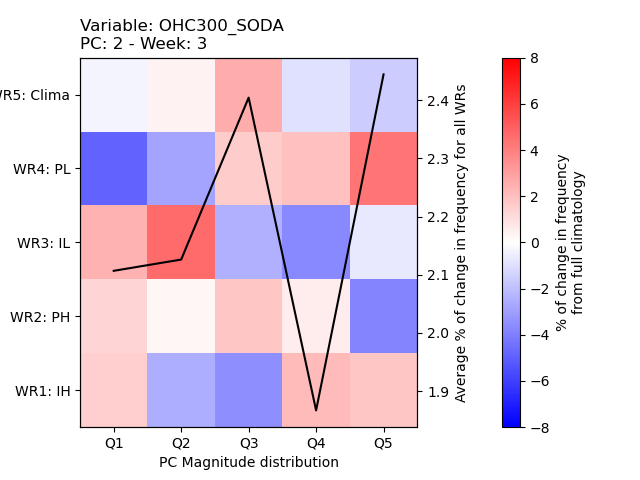 Variable: OHC300_SODA
PC: 2 - Week: 3
R5: Clima
WR4: PL
WR3: IL
WR2: PH
WR1: IH
Q1 Q2 Q3 Q4 Q5
PC Magnitude distribution
2.4
2.3
2.2
2.1
2.0
1.9
Average % of change in frequency for all WRs
8
6
4
2
0
−2
−4
−6
−8
% of change in frequency
from full climatology